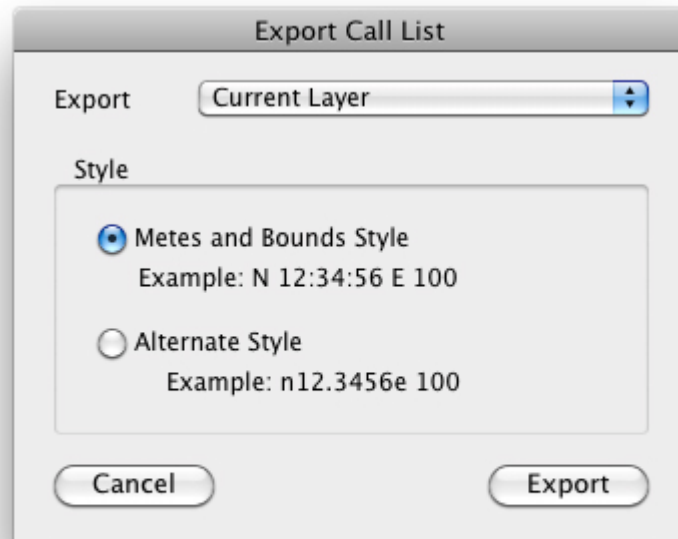 Export Call List
Export Current Layer
Style
Metes and Bounds Style
Example: N 12:34:56 E 100
Alternate Style
Example: n12.3456e 100
Cancel Export